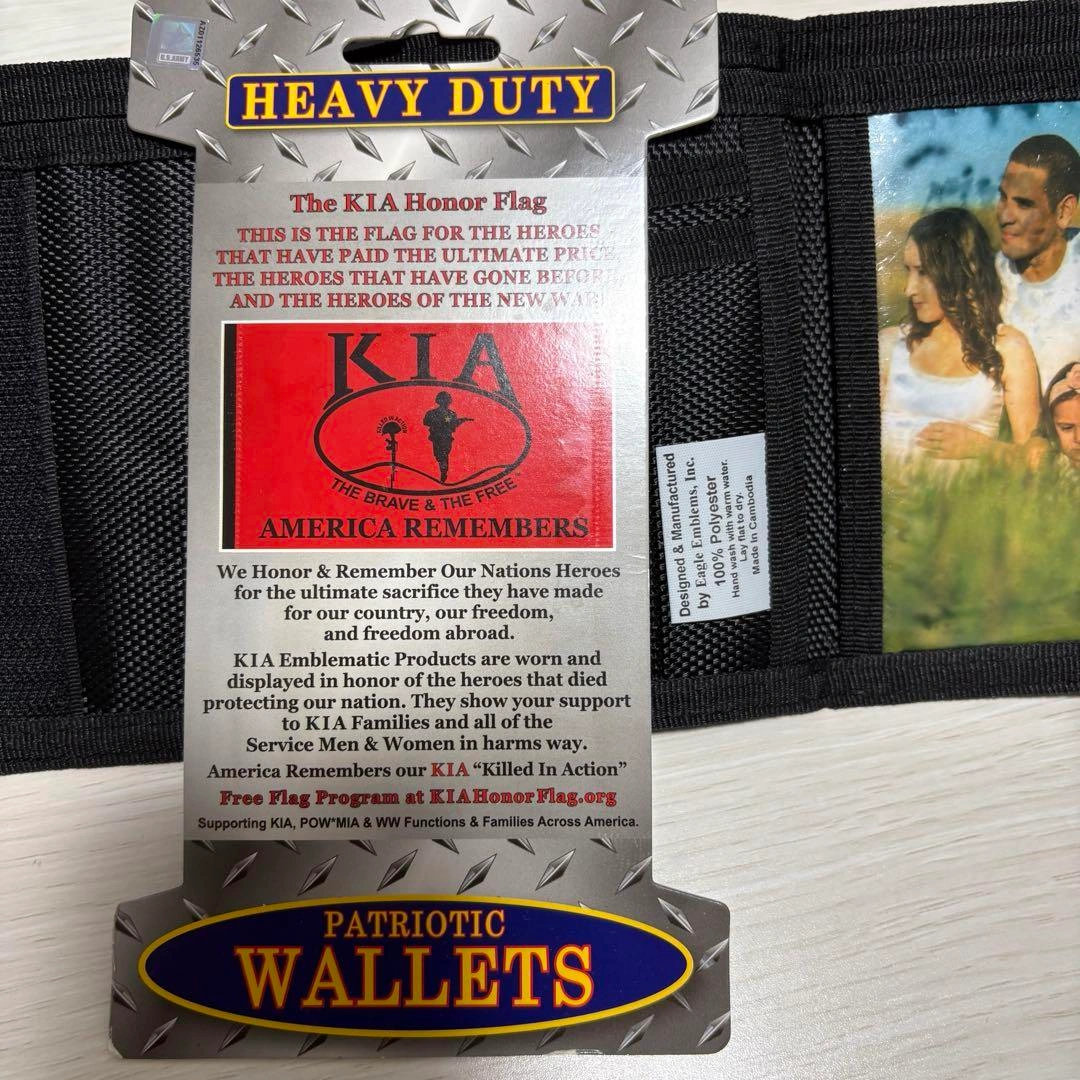 U.S. ARMY
AZ01126535
HEAVY DUTY
The KIA Honor Flag
THIS IS THE FLAG FOR THE HEROES
THAT HAVE PAID THE ULTIMATE PRICE,
THE HEROES THAT HAVE GONE BEFORE
AND THE HEROES OF THE NEW WAR!
KIA
KILLED IN ACTION
THE BRAVE & THE FREE™
AMERICA REMEMBERS
We Honor & Remember Our Nations Heroes
for the ultimate sacrifice they have made
for our country, our freedom,
and freedom abroad.
KIA Emblematic Products are worn and
displayed in honor of the heroes that died
protecting our nation. They show your support
to KIA Families and all of the
Service Men & Women in harms way.
America Remembers our KIA “Killed In Action”
Free Flag Program at KIAHonorFlag.org
Supporting KIA, POW*MIA & WW Functions & Families Across America.
PATRIOTIC
WALLETS
Designed & Manufactured
by Eagle Emblems, Inc.
100% Polyester
Hand wash with warm water.
Lay flat to dry.
Made In Cambodia